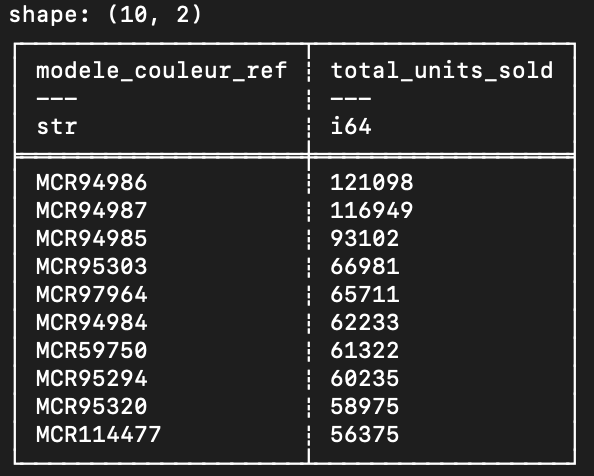 shape: (10, 2)
modele_couleur_ref ┆ total_units_sold
--- ┆ ---
str ┆ i64
MCR94986 ┆ 121098
MCR94987 ┆ 116949
MCR94985 ┆ 93102
MCR95303 ┆ 66981
MCR97964 ┆ 65711
MCR94984 ┆ 62233
MCR59750 ┆ 61322
MCR95294 ┆ 60235
MCR95320 ┆ 58975
MCR114477 ┆ 56375